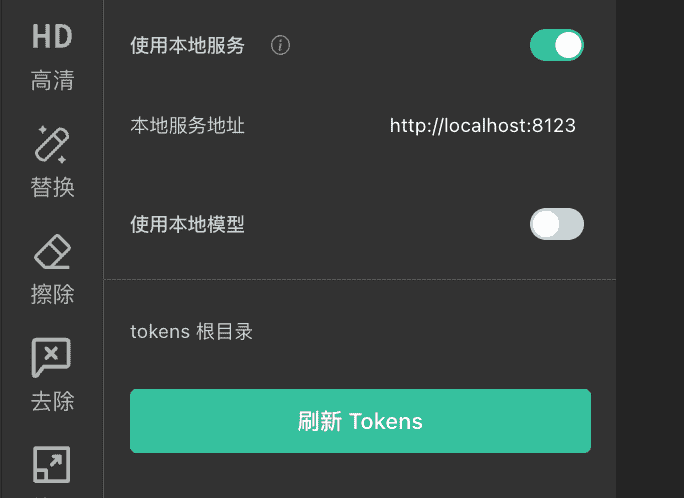 HD
高清
替换
擦除
去除
使用本地服务
本地服务地址 http://localhost:8123
使用本地模型
tokens 根目录
刷新 Tokens